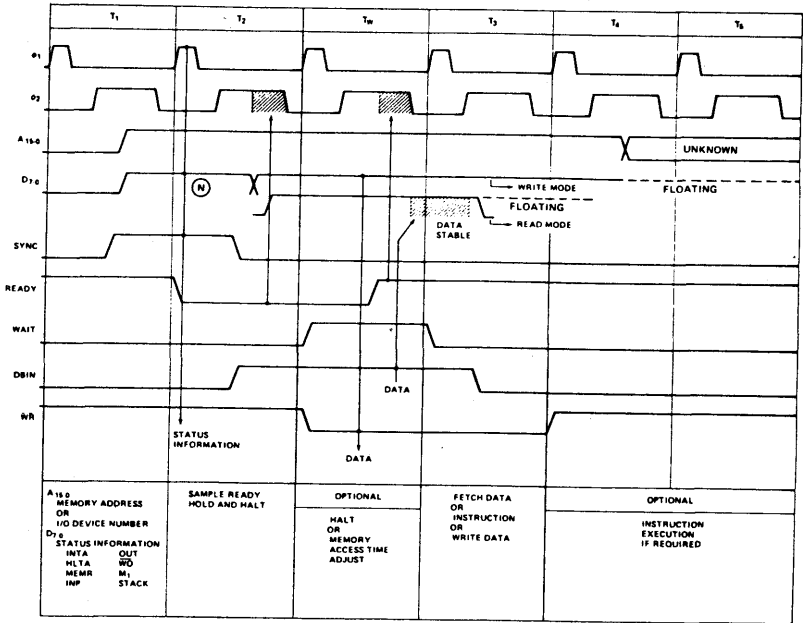 T1 T2 TW T3 T4 T5
ø1
ø2
A15-0
UNKNOWN
D7-0
N
WRITE MODE
FLOATING
FLOATING
READ MODE
DATA
STABLE
SYNC
READY
WAIT
DBIN
DATA
WR
STATUS
INFORMATION
DATA
A15-0
MEMORY ADDRESS
OR
I/O DEVICE NUMBER
D7-0
STATUS INFORMATION
INTA OUT
HLTA W̅O̅
MEMR M1
INP STACK
SAMPLE READY
HOLD AND HALT
OPTIONAL
HALT
OR
MEMORY
ACCESS TIME
ADJUST
FETCH DATA
OR
INSTRUCTION
OR
WRITE DATA
OPTIONAL
INSTRUCTION
EXECUTION
IF REQUIRED